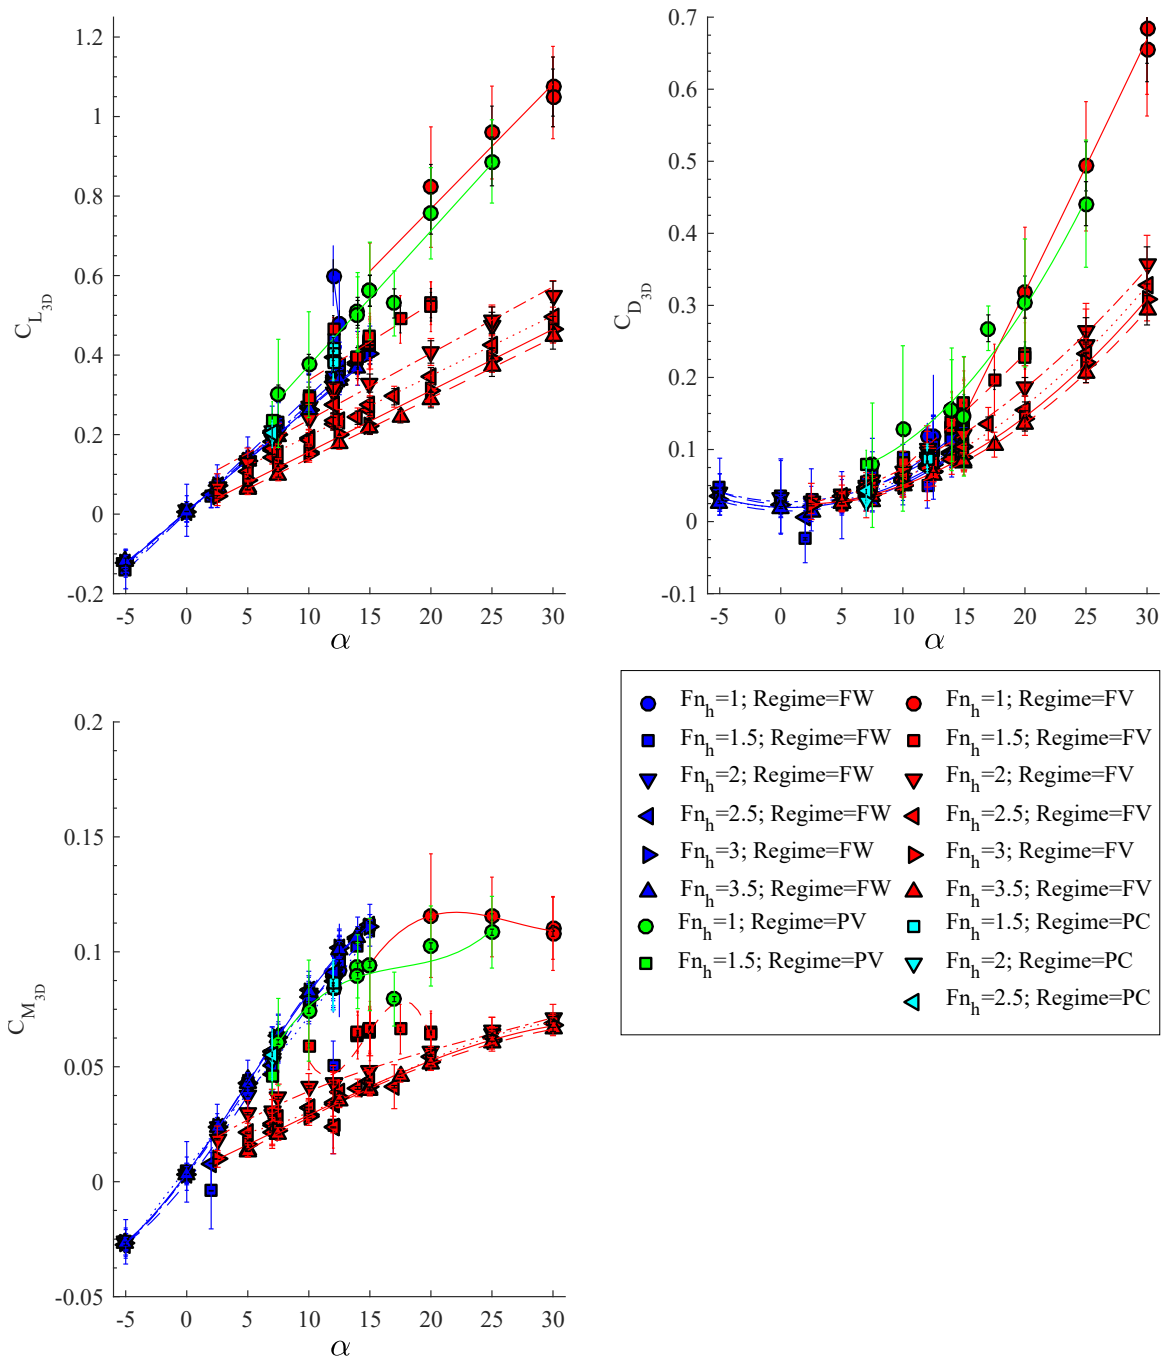 1.2
1
0.8
0.6
0.4
0.2
0
-0.2
C_L_3D
-5 0 5 10 15 20 25 30
α
0.7
0.6
0.5
0.4
0.3
0.2
0.1
0
-0.1
C_D_3D
-5 0 5 10 15 20 25 30
α
0.2
0.15
0.1
0.05
0
-0.05
C_M_3D
-5 0 5 10 15 20 25 30
α
Fn_h=1; Regime=FW
Fn_h=1.5; Regime=FW
Fn_h=2; Regime=FW
Fn_h=2.5; Regime=FW
Fn_h=3; Regime=FW
Fn_h=3.5; Regime=FW
Fn_h=1; Regime=PV
Fn_h=1.5; Regime=PV
Fn_h=1; Regime=FV
Fn_h=1.5; Regime=FV
Fn_h=2; Regime=FV
Fn_h=2.5; Regime=FV
Fn_h=3; Regime=FV
Fn_h=3.5; Regime=FV
Fn_h=1.5; Regime=PC
Fn_h=2; Regime=PC
Fn_h=2.5; Regime=PC